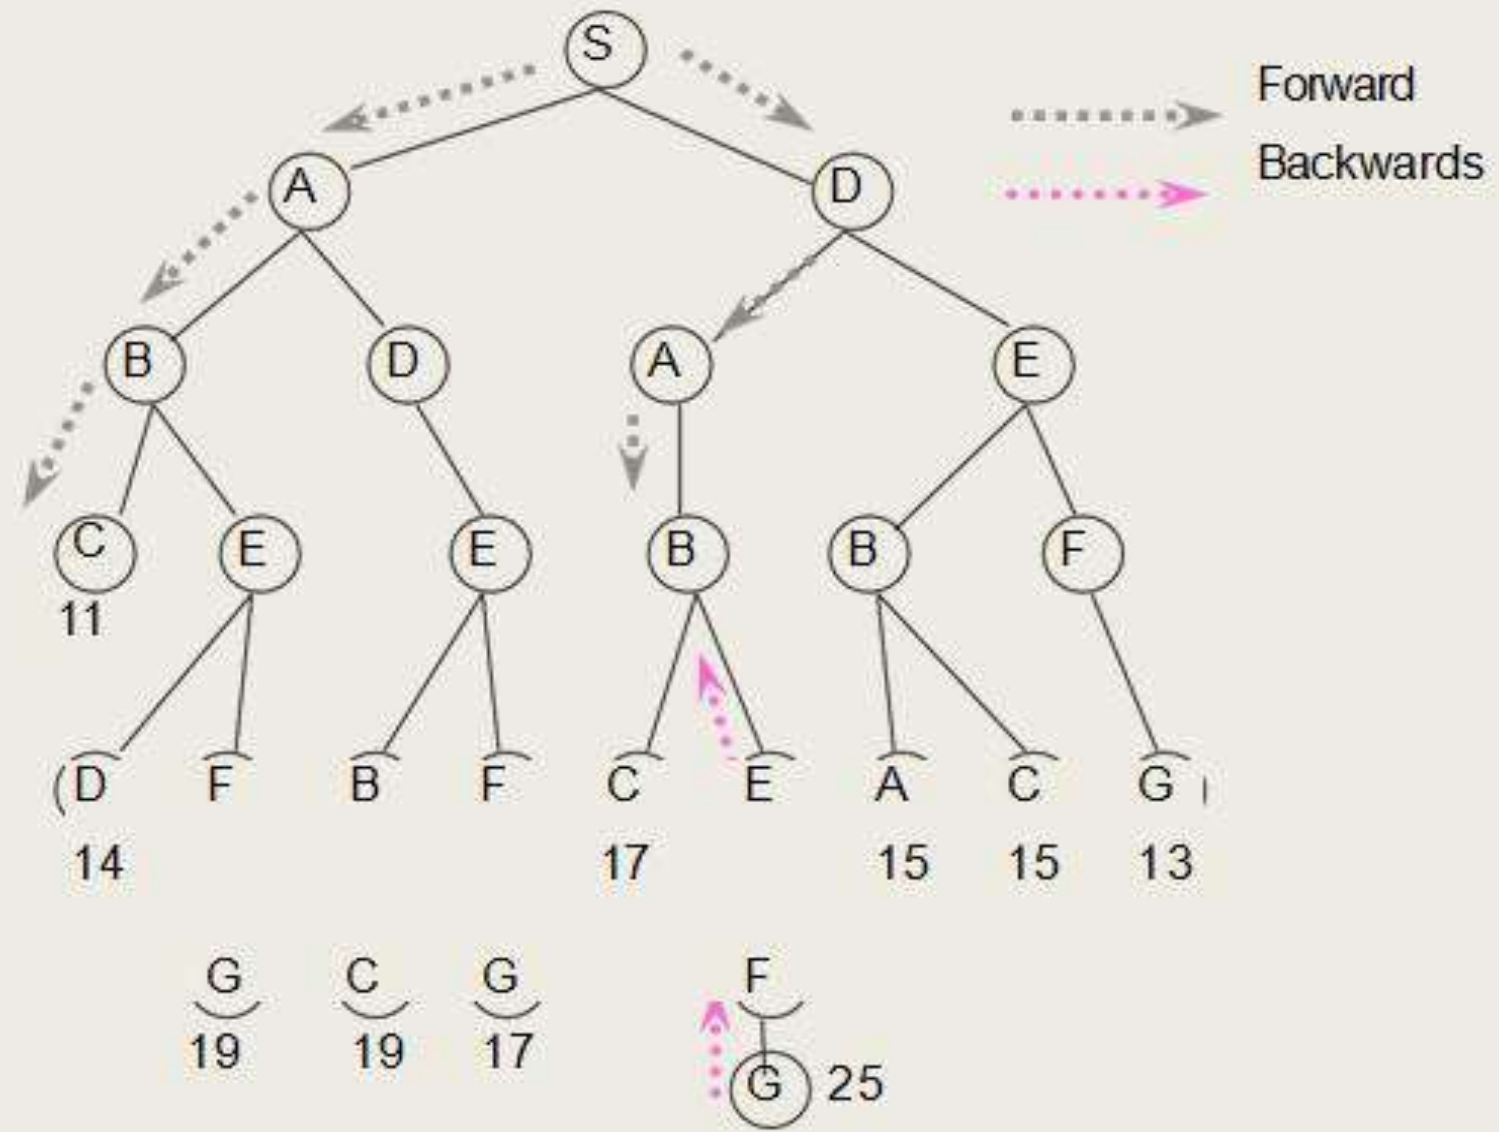 S
Forward
Backwards
A D
B D A E
C E E B B F
11
(D F B F C E A C G
14 17 15 15 13
G C G F
19 19 17
G 25